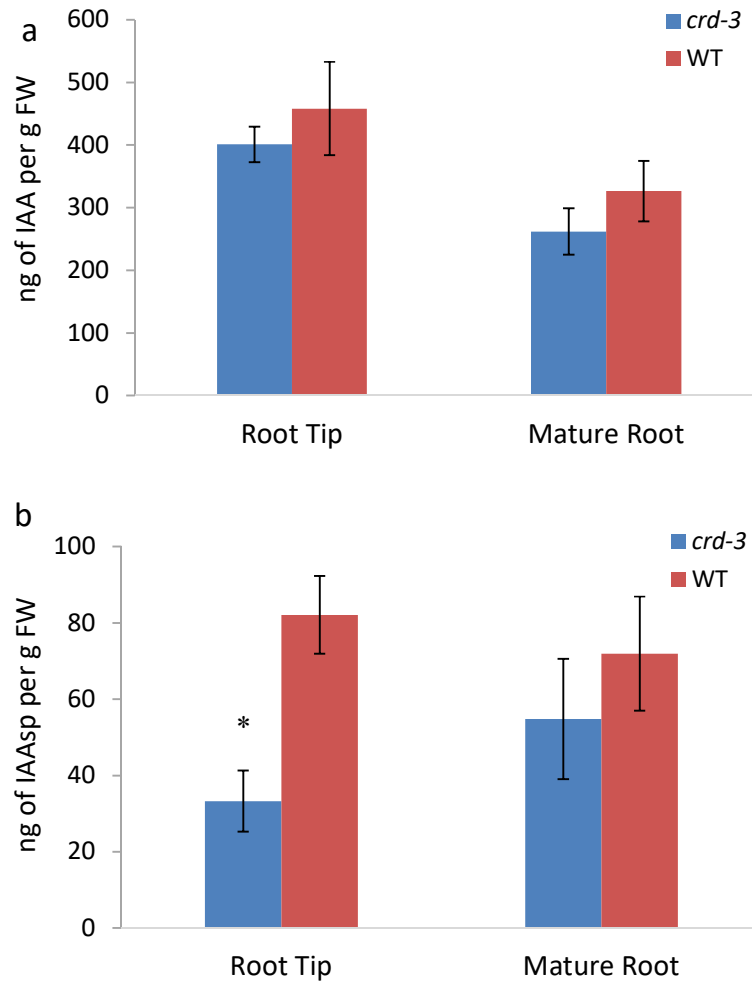 a
ng of IAA per g FW
600
500
400
300
200
100
0
crd-3
WT
Root Tip Mature Root
b
ng of IAAsp per g FW
100
80
60
40
20
0
*
crd-3
WT
Root Tip Mature Root